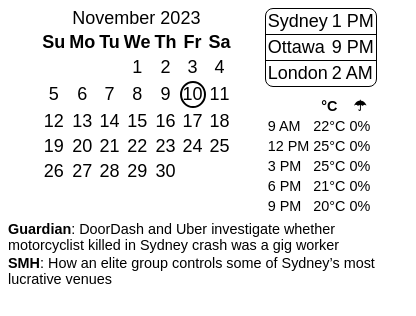 November 2023
Su Mo Tu We Th Fr Sa
1 2 3 4
5 6 7 8 9 10 11
12 13 14 15 16 17 18
19 20 21 22 23 24 25
26 27 28 29 30
Sydney 1 PM
Ottawa 9 PM
London 2 AM
°C ☂
9 AM 22°C 0%
12 PM 25°C 0%
3 PM 25°C 0%
6 PM 21°C 0%
9 PM 20°C 0%
Guardian: DoorDash and Uber investigate whether
motorcyclist killed in Sydney crash was a gig worker
SMH: How an elite group controls some of Sydney’s most
lucrative venues